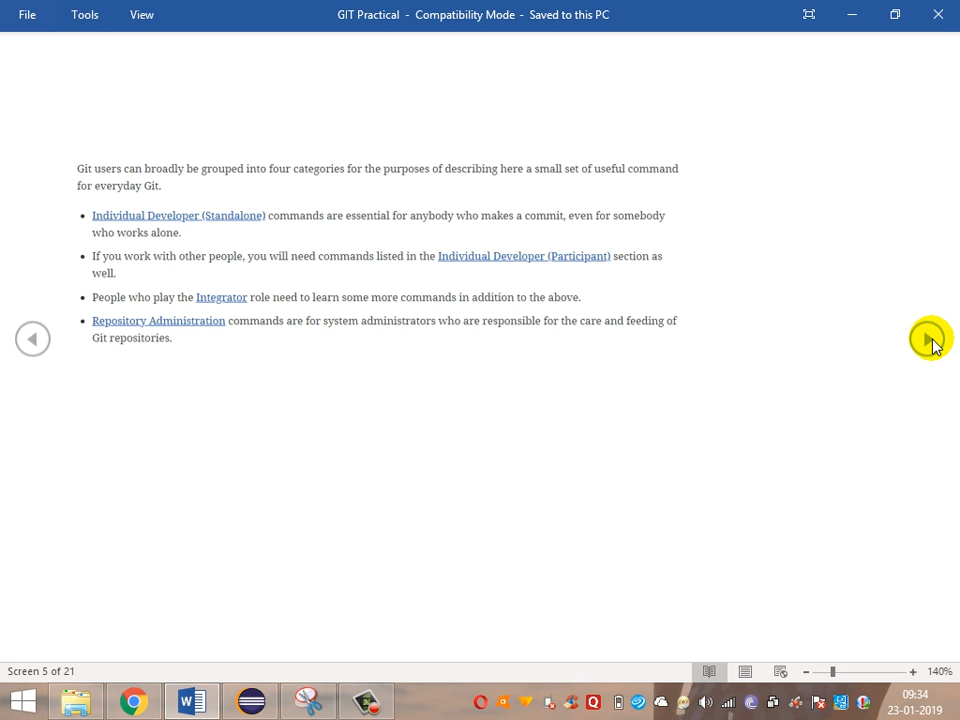 File Tools View GIT Practical - Compatibility Mode - Saved to this PC
Git users can broadly be grouped into four categories for the purposes of describing here a small set of useful command
for everyday Git.
• Individual Developer (Standalone) commands are essential for anybody who makes a commit, even for somebody
who works alone.
• If you work with other people, you will need commands listed in the Individual Developer (Participant) section as
well.
• People who play the Integrator role need to learn some more commands in addition to the above.
• Repository Administration commands are for system administrators who are responsible for the care and feeding of
Git repositories.
Screen 5 of 21
140%
09:34
23-01-2019